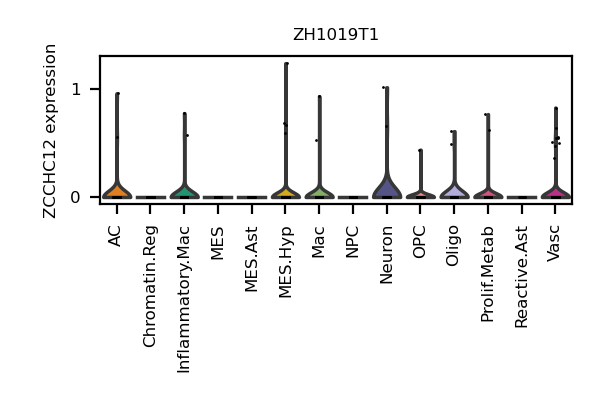 ZH1019T1
ZCCHC12 expression
1
0
AC
Chromatin.Reg
Inflammatory.Mac
MES
MES.Ast
MES.Hyp
Mac
NPC
Neuron
OPC
Oligo
Prolif.Metab
Reactive.Ast
Vasc